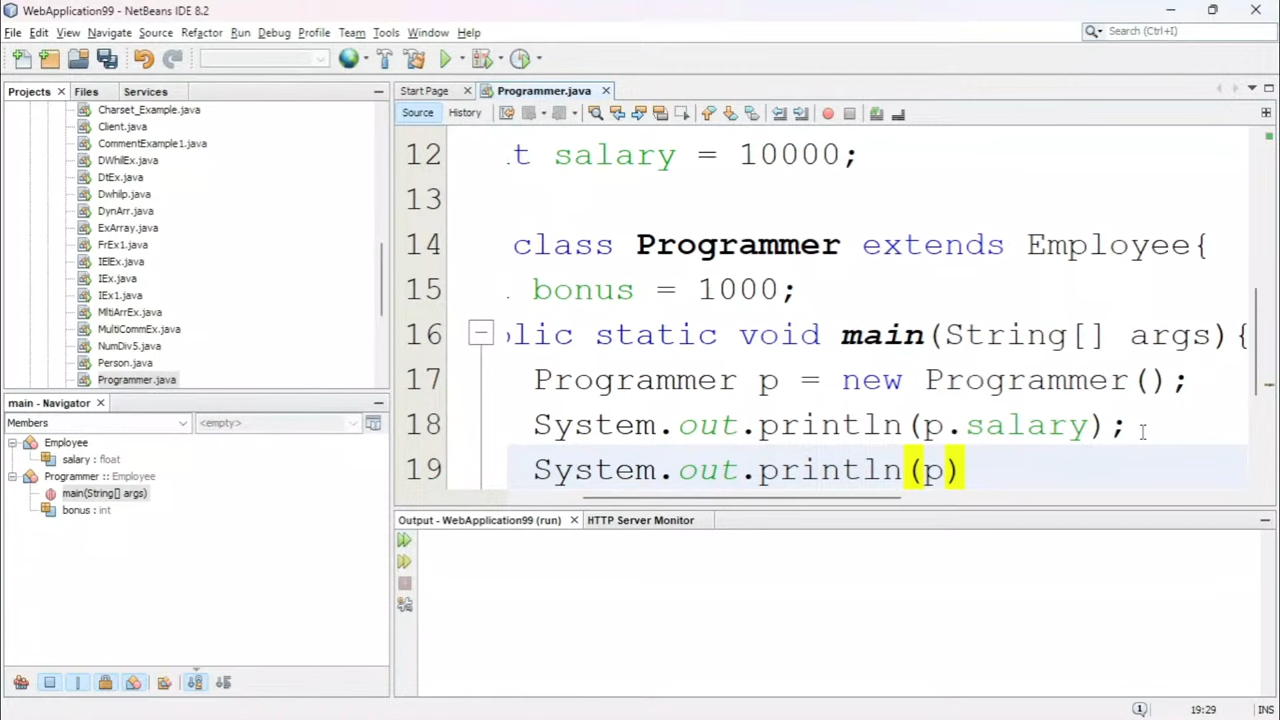 WebApplication99 - NetBeans IDE 8.2
File Edit View Navigate Source Refactor Run Debug Profile Team Tools Window Help
Search (Ctrl+I)
Projects Files Services
Charset_Example.java
Client.java
CommentExample1.java
DWhilEx.java
DtEx.java
Dwhilp.java
DynArr.java
ExArray.java
FrEx1.java
IElEx.java
IEx.java
IEx1.java
MltiArrEx.java
MultiCommEx.java
NumDiv5.java
Person.java
Programmer.java
main - Navigator
Members <empty>
Employee
salary : float
Programmer :: Employee
main(String[] args)
bonus : int
Start Page Programmer.java
Source History
12 t salary = 10000;
13
14 class Programmer extends Employee{
15 bonus = 1000;
16 blic static void main(String[] args){
17 Programmer p = new Programmer();
18 System.out.println(p.salary);
19 System.out.println(p)
Output - WebApplication99 (run) HTTP Server Monitor
19:29 INS